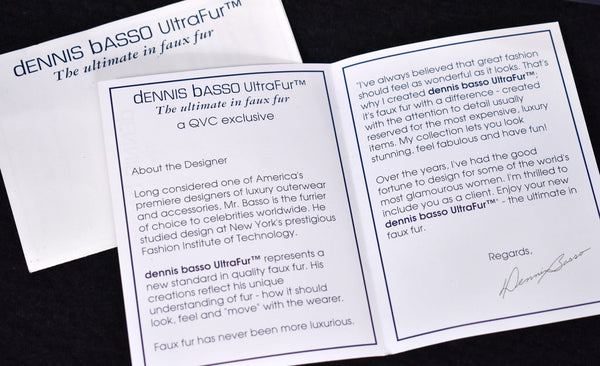 dENNIS bASSO UltraFur™
The ultimate in faux fur
dENNIS bASSO UltraFur™
The ultimate in faux fur
a QVC exclusive
About the Designer
Long considered one of America's
premiere designers of luxury outerwear
and accessories, Mr. Basso is the furrier
of choice to celebrities worldwide. He
studied design at New York's prestigious
Fashion Institute of Technology.
dennis basso UltraFur™ represents a
new standard in quality faux fur. His
creations reflect his unique
understanding of fur - how it should
look, feel and "move" with the wearer.
Faux fur has never been more luxurious.
"I've always believed that great fashion
should feel as wonderful as it looks. That's
why I created dennis basso UltraFur™:
it's faux fur with a difference - created
with the attention to detail usually
reserved for the most expensive, luxury
items. My collection lets you look
stunning, feel fabulous and have fun!
Over the years, I've had the good
fortune to design for some of the world's
most glamourous women. I'm thrilled to
include you as a client. Enjoy your new
dennis basso UltraFur™" - the ultimate in
faux fur.
Regards,
Dennis Basso